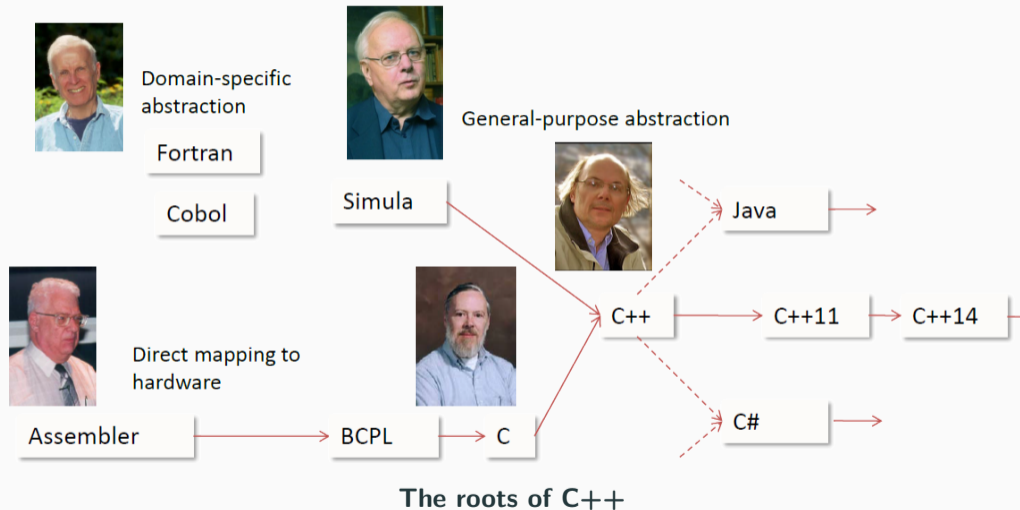 Domain-specific
abstraction
Fortran
Cobol
General-purpose abstraction
Simula
Java
C++
C++11
C++14
Direct mapping to
hardware
Assembler
BCPL
C
C#
The roots of C++